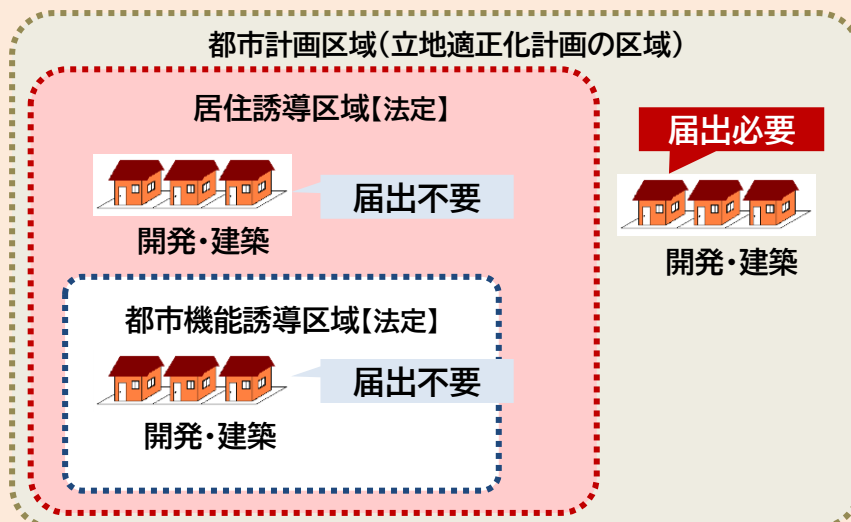 都市計画区域(立地適正化計画の区域)
居住誘導区域【法定】
届出必要
届出不要
開発・建築
開発・建築
都市機能誘導区域【法定】
届出不要
開発・建築